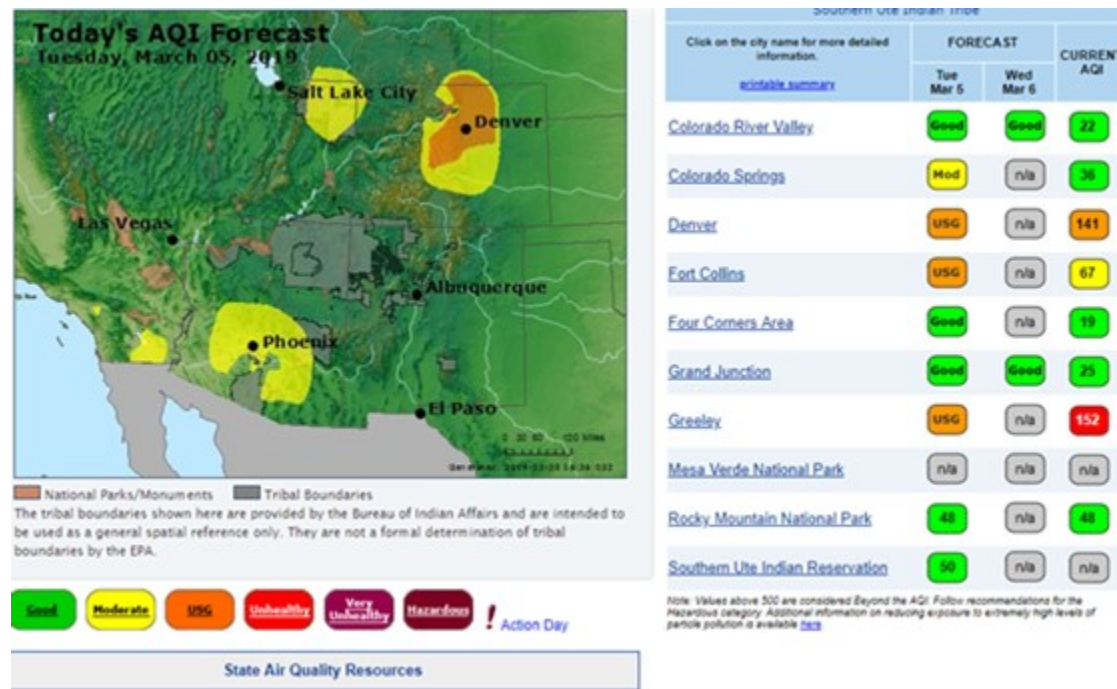 Today's AQI Forecast
Tuesday, March 05, 2019
Salt Lake City
Denver
Las Vegas
Albuquerque
Phoenix
El Paso
National Parks/Monuments Tribal Boundaries
The tribal boundaries shown here are provided by the Bureau of Indian Affairs and are intended to
be used as a general spatial reference only. They are not a formal determination of tribal
boundaries by the EPA.
Good Moderate USG Unhealthy Very Unhealthy Hazardous ! Action Day
State Air Quality Resources
Southern Ute Indian Tribe
Click on the city name for more detailed
information.
printable summary
FORECAST
Tue Wed
Mar 5 Mar 6
CURREN
AQI
Colorado River Valley Good Good 22
Colorado Springs Mod n/a 36
Denver USG n/a 141
Fort Collins USG n/a 67
Four Corners Area Good n/a 19
Grand Junction Good Good 25
Greeley USG n/a 152
Mesa Verde National Park n/a n/a n/a
Rocky Mountain National Park 48 n/a 48
Southern Ute Indian Reservation 50 n/a n/a
Note: Values above 500 are considered Beyond the AQI. Follow recommendations for the
Hazardous category. Additional information on reducing exposure to extremely high levels of
particle pollution is available here